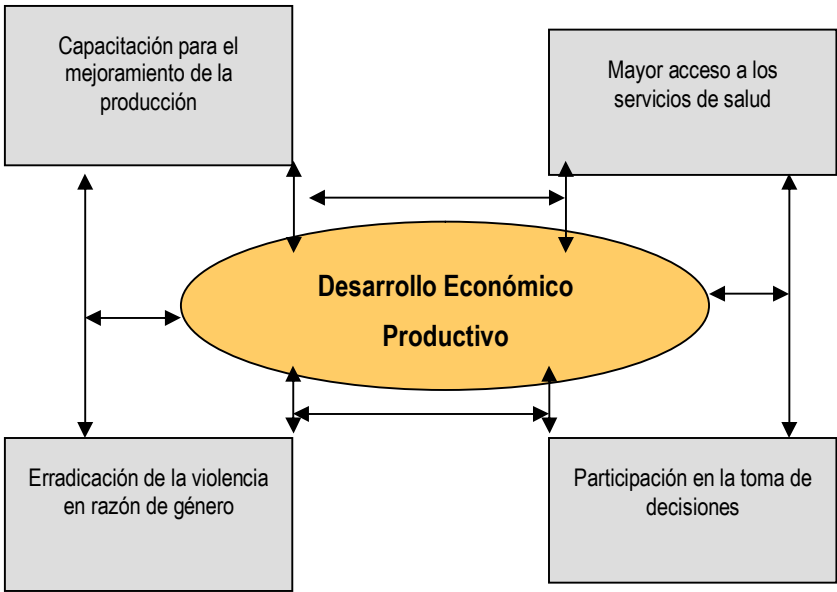 Capacitación para el
mejoramiento de la
producción
Mayor acceso a los
servicios de salud
Desarrollo Económico
Productivo
Erradicación de la violencia
en razón de género
Participación en la toma de
decisiones